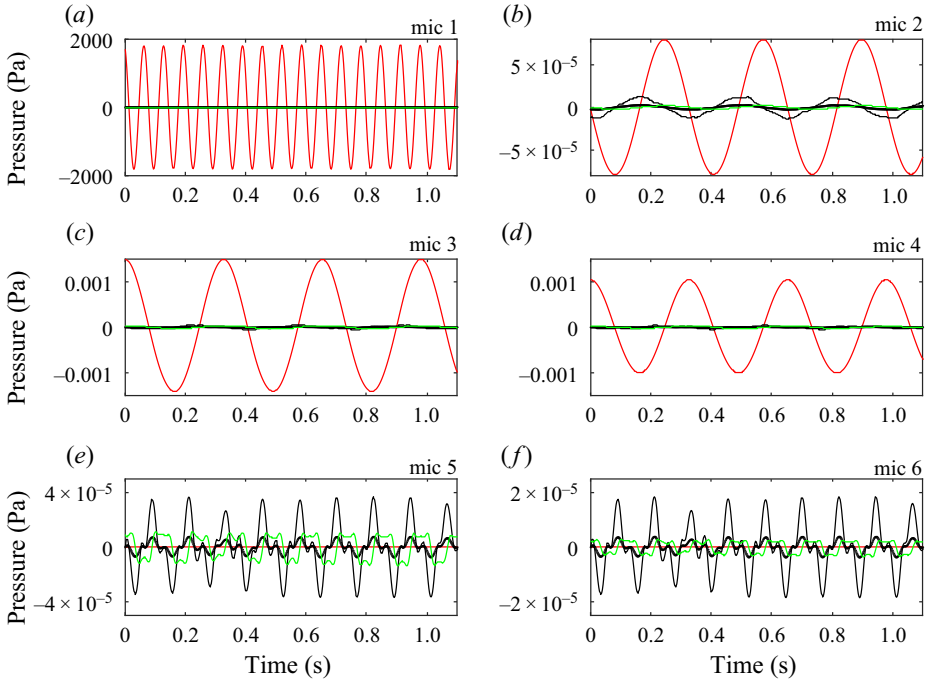 (a) mic 1 (b) mic 2
Pressure (Pa) 2000 0 –2000 5 × 10⁻⁵ 0 –5 × 10⁻⁵
0 0.2 0.4 0.6 0.8 1.0 0 0.2 0.4 0.6 0.8 1.0
(c) mic 3 (d) mic 4
Pressure (Pa) 0.001 0 –0.001 0.001 0 –0.001
0 0.2 0.4 0.6 0.8 1.0 0 0.2 0.4 0.6 0.8 1.0
(e) mic 5 (f) mic 6
Pressure (Pa) 4 × 10⁻⁵ 0 –4 × 10⁻⁵ 2 × 10⁻⁵ 0 –2 × 10⁻⁵
0 0.2 0.4 0.6 0.8 1.0 0 0.2 0.4 0.6 0.8 1.0
Time (s) Time (s)